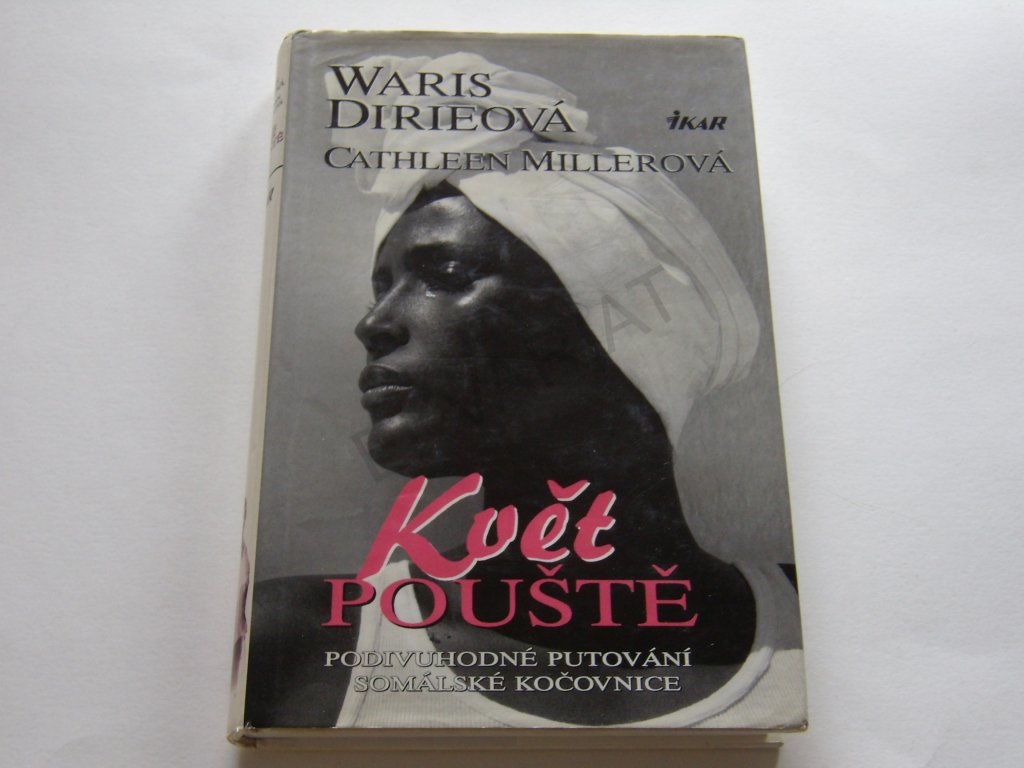 WARIS
DIRIEOVÁ
iKAR
CATHLEEN MILLEROVÁ
Květ
POUŠTĚ
PODIVUHODNÉ PUTOVÁNÍ
SOMÁLSKÉ KOČOVNICE